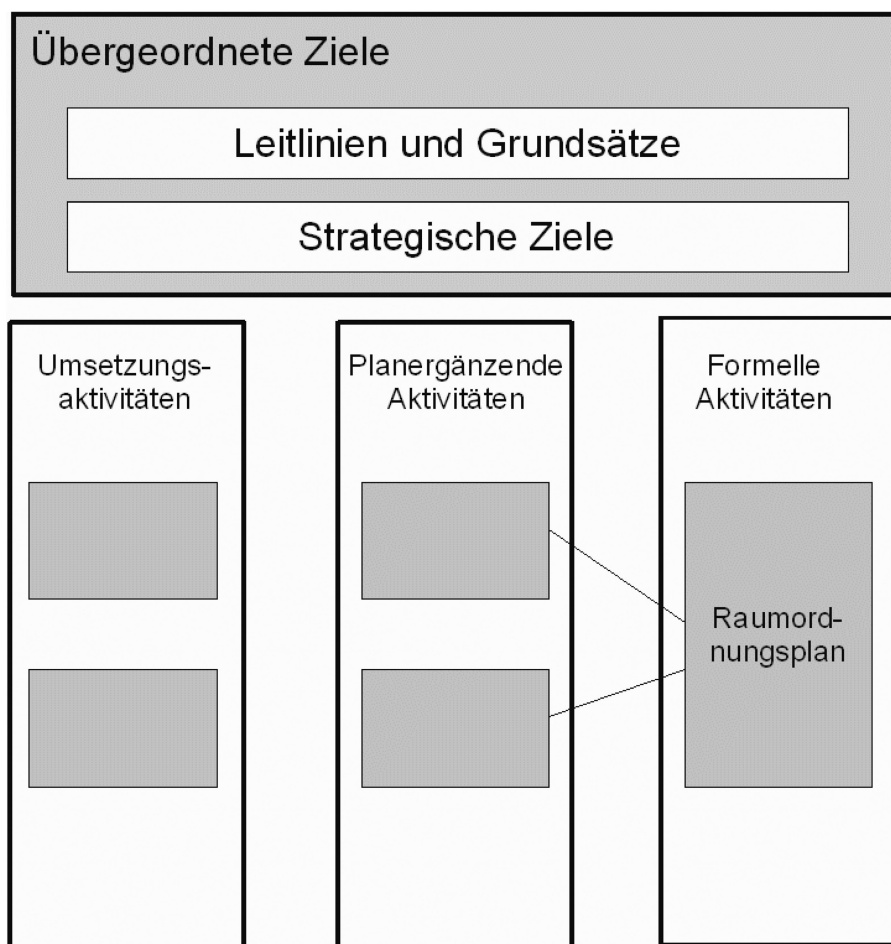 Übergeordnete Ziele
Leitlinien und Grundsätze
Strategische Ziele
Umsetzungs-
aktivitäten
Planergänzende
Aktivitäten
Formelle
Aktivitäten
Raumord-
nungsplan